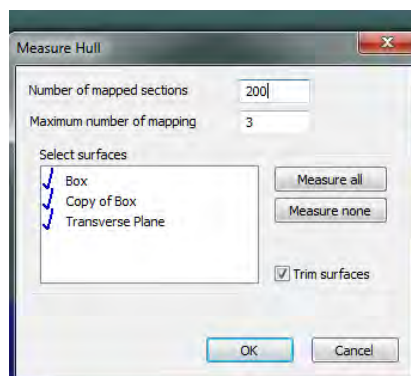 Measure Hull
Number of mapped sections 200
Maximum number of mapping 3
Select surfaces
Box
Copy of Box
Transverse Plane
Measure all
Measure none
Trim surfaces
OK Cancel